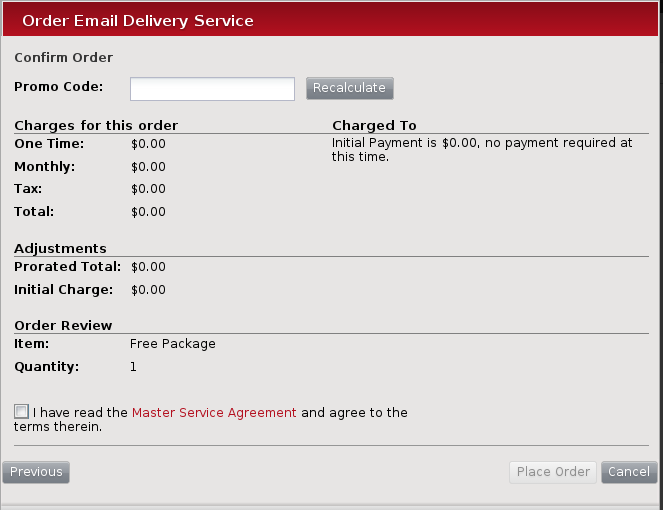 Order Email Delivery Service
Confirm Order
Promo Code:
Recalculate
Charges for this order
Charged To
One Time: $0.00
Initial Payment is $0.00, no payment required at
this time.
Monthly: $0.00
Tax: $0.00
Total: $0.00
Adjustments
Prorated Total: $0.00
Initial Charge: $0.00
Order Review
Item: Free Package
Quantity: 1
I have read the Master Service Agreement and agree to the
terms therein.
Previous
Place Order
Cancel